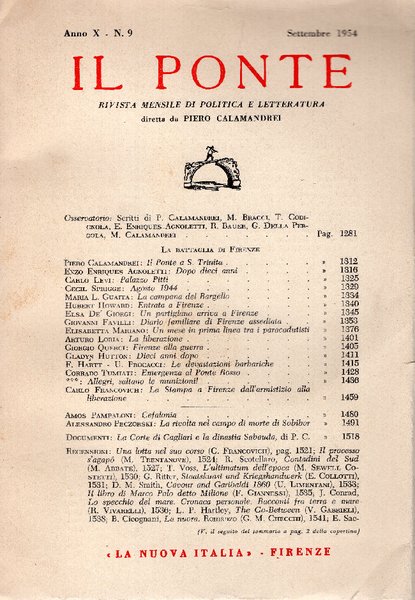 Anno X - N. 9 Settembre 1954
IL PONTE
RIVISTA MENSILE DI POLITICA E LETTERATURA
diretta da PIERO CALAMANDREI
Osservatorio: Scritti di P. CALAMANDREI, M. BRACCI, T. CODI-
GNOLA, E. ENRIQUES AGNOLETTI, R. BAUER, G. DELLA PER-
GOLA, M. CALAMANDREI . . . . . Pag. 1281
LA BATTAGLIA DI FIRENZE
PIERO CALAMANDREI: Il Ponte a S. Trinita . . . . » 1312
ENZO ENRIQUES AGNOLETTI: Dopo dieci anni . . . . » 1316
CARLO LEVI: Palazzo Pitti . . . . » 1325
CECIL SPRIGGE: Agosto 1944 . . . . » 1329
MARIA L. GUAITA: La campana del Bargello . . . . » 1334
HUBERT HOWARD: Entrata a Firenze . . . . » 1340
ELSA DE' GIORGI: Un partigiano arriva a Firenze . . . . » 1345
GIOVANNI FAVILLI: Diario familiare di Firenze assediata . . » 1353
ELISABETTA MARIANO: Un mese in prima linea tra i paracadutisti » 1376
ARTURO LORIA: La liberazione . . . . » 1401
GIORGIO QUERCI: Firenze alla guerra . . . . » 1405
GLADYS HUTTON: Dieci anni dopo . . . . » 1411
F. HARTT - U. PROCACCI: Le devastazioni barbariche . . » 1415
CORRADO TUMIATI: Emergenza al Ponte Rosso . . . . » 1428
***: Allegri, saltano le munizioni! . . . . » 1456
CARLO FRANCOVICH: La Stampa a Firenze dall'armistizio alla
liberazione . . . . » 1459
AMOS PAMPALONI: Cefalonia . . . . » 1480
ALESSANDRO PECZORSKI: La rivolta nel campo di morte di Sobibor » 1491
DOCUMENTI: La Corte di Cagliari e la dinastia Sabauda, di P. C. » 1518
RECENSIONI: Una lotta nel suo corso (C. FRANCOVICH), pag. 1521; Il processo
s'agapò (M. TRENTANOVE), 1524; R. Scotellaro, Contadini del Sud
(M. ABBATE), 1527; T. Voss, L'ultimatum dell'epoca (M. SEWELL COS-
TETTI), 1530; G. Ritter, Staatskunst und Kriegshandwerk (E. COLLOTTI),
1531; D. M. Smith, Cavour and Garibaldi 1860 (U. LIMENTANI), 1533;
Il libro di Marco Polo detto Milione (F. GIANNESSI), 1535; J. Conrad,
Lo specchio del mare. Cronaca personale. Racconti fra terra e mare
(R. VIVARELLI), 1536; L. P. Hartley, The Go-Between (V. GABRIELI),
1538; B. Cicognani, La nuora. Romanzo (G. M. CHECCHI), 1541; E. Sac-
(V. il seguito del sommario a pag. 2 della copertina)
«LA NUOVA ITALIA» - FIRENZE